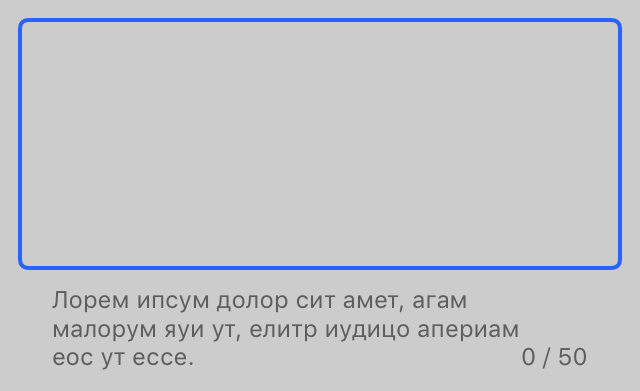 Лорем ипсум долор сит амет, агам
малорум яуи ут, елитр иудицо апериам
еос ут ессе.
0 / 50